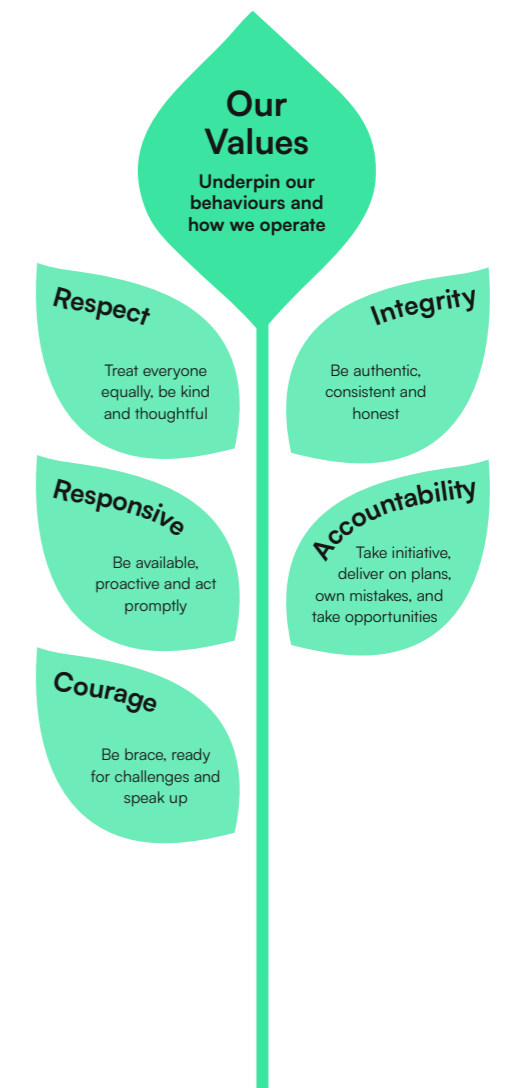 Our
Values
Underpin our
behaviours and
how we operate
Respect
Treat everyone
equally, be kind
and thoughtful
Integrity
Be authentic,
consistent and
honest
Responsive
Be available,
proactive and act
promptly
Accountability
Take initiative,
deliver on plans,
own mistakes, and
take opportunities
Courage
Be brace, ready
for challenges and
speak up